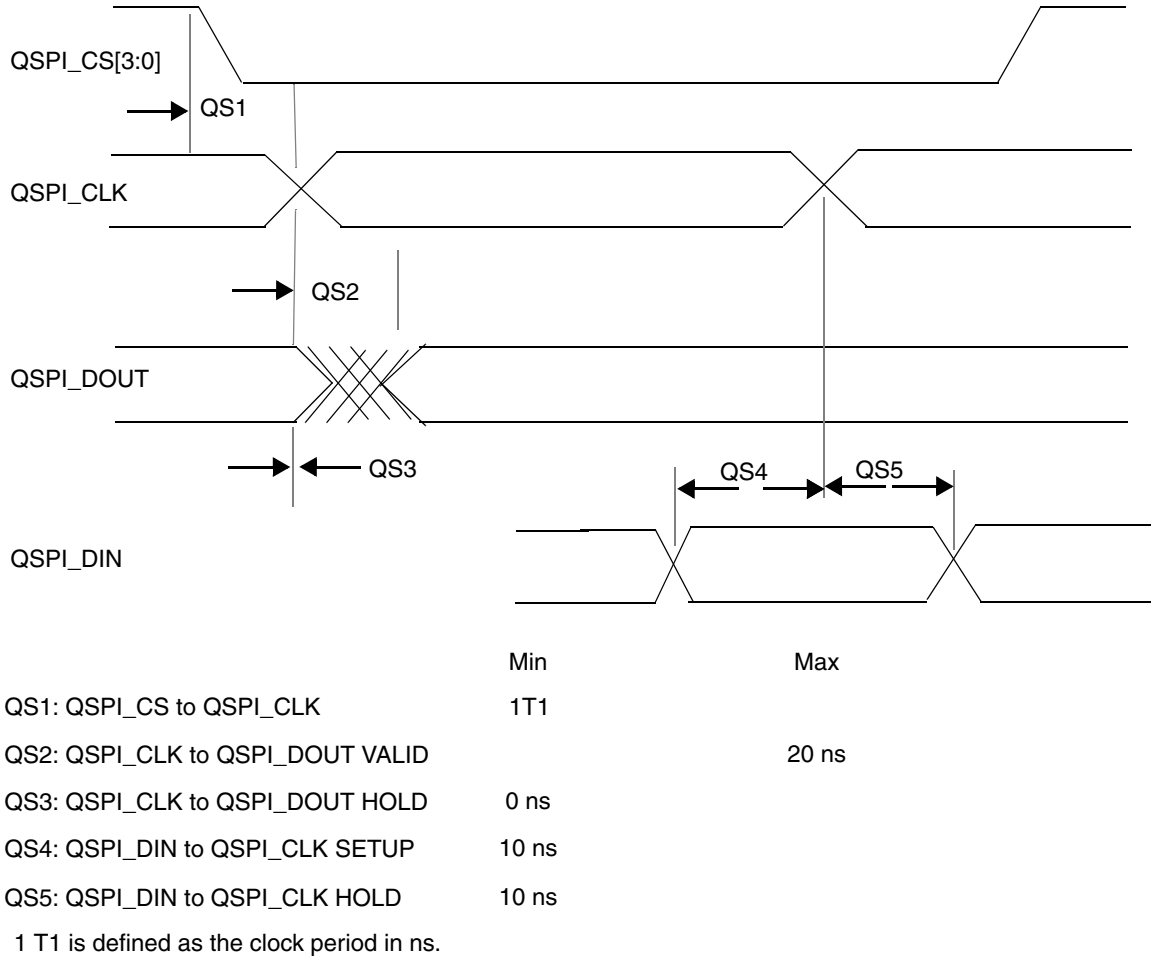 QSPI_CS[3:0]
QS1
QSPI_CLK
QS2
QSPI_DOUT
QS3
QS4
QS5
QSPI_DIN
Min Max
QS1: QSPI_CS to QSPI_CLK 1T1
QS2: QSPI_CLK to QSPI_DOUT VALID 20 ns
QS3: QSPI_CLK to QSPI_DOUT HOLD 0 ns
QS4: QSPI_DIN to QSPI_CLK SETUP 10 ns
QS5: QSPI_DIN to QSPI_CLK HOLD 10 ns
1 T1 is defined as the clock period in ns.